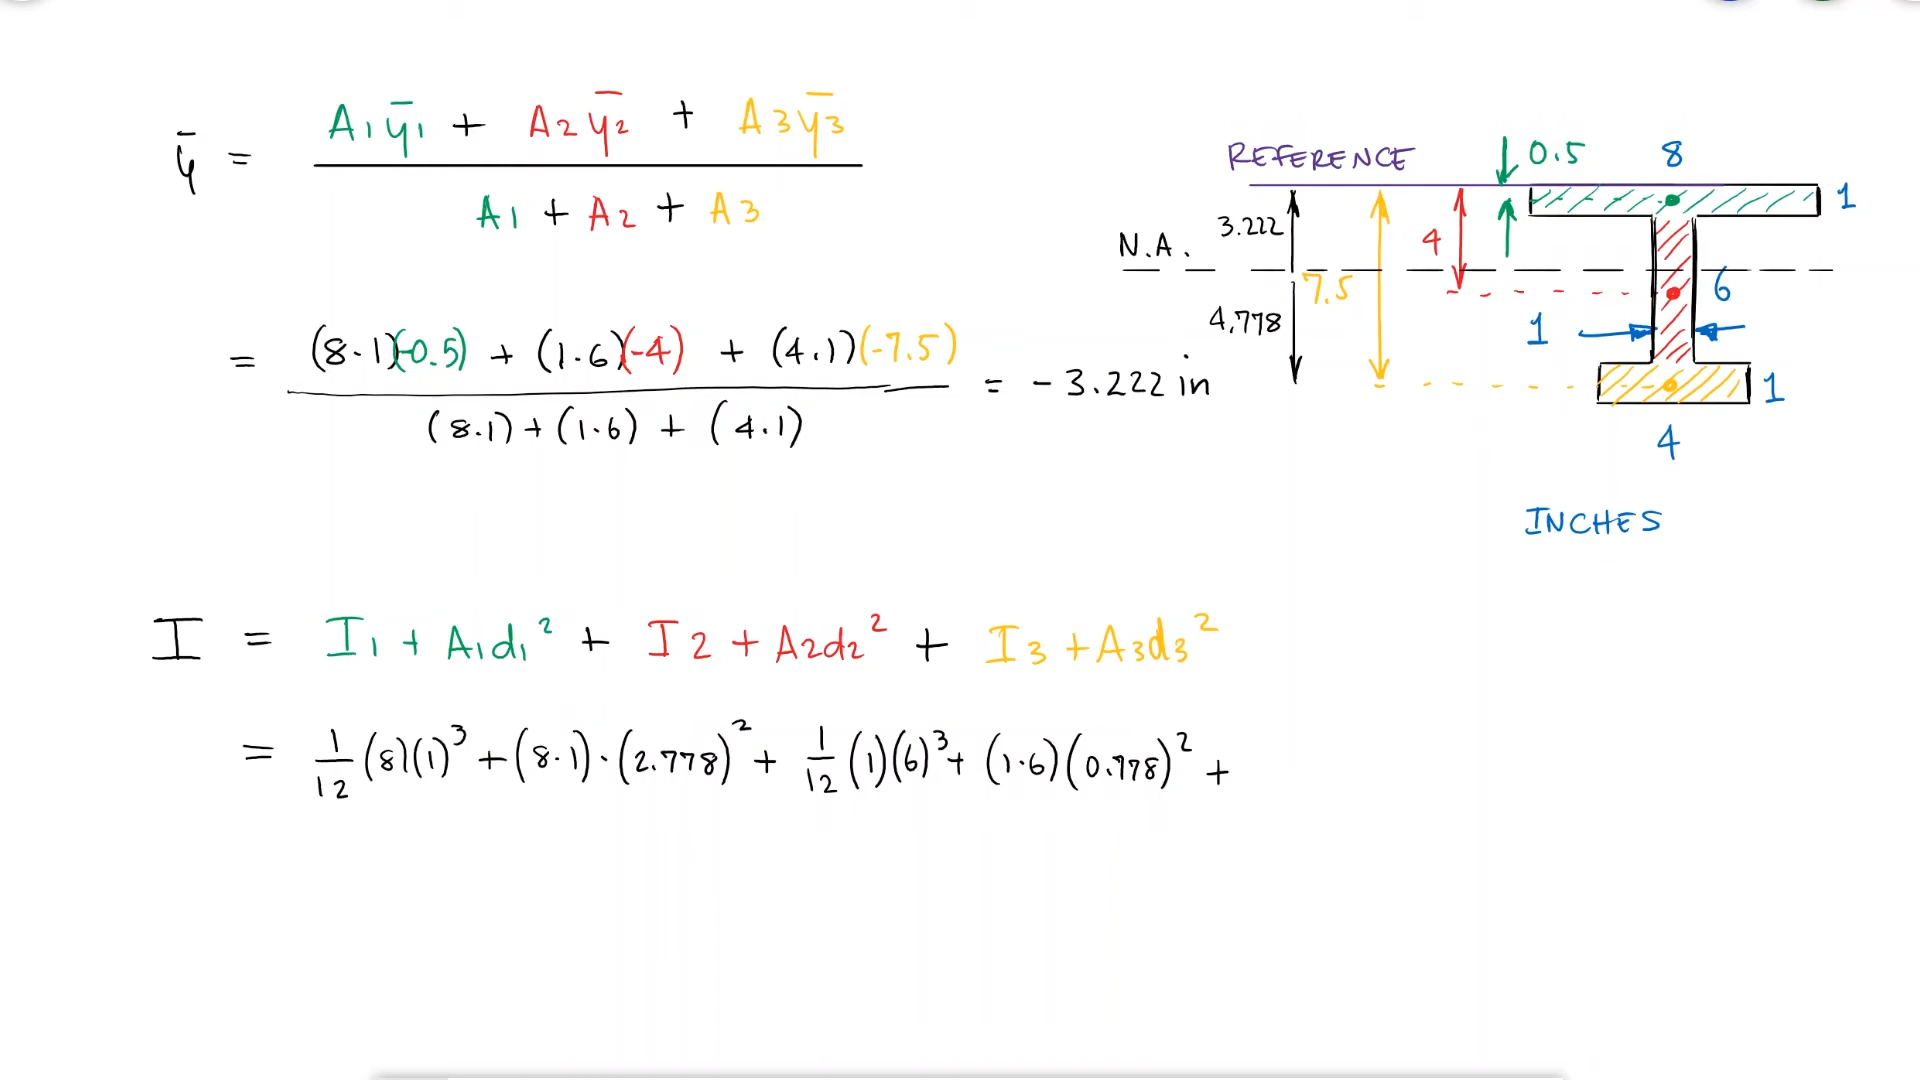 ȳ = A1ȳ1 + A2ȳ2 + A3ȳ3
A1 + A2 + A3
= (8·1)(-0.5) + (1·6)(-4) + (4·1)(-7.5)
(8·1) + (1·6) + (4·1)
= - 3.222 in
REFERENCE
0.5
8
1
3.222
4
N.A.
7.5
6
4.778
1
1
4
INCHES
I = I1 + A1d1² + I2 + A2d2² + I3 + A3d3²
= 1/12 (8)(1)³ + (8·1)·(2.778)² + 1/12 (1)(6)³ + (1·6)(0.778)² +